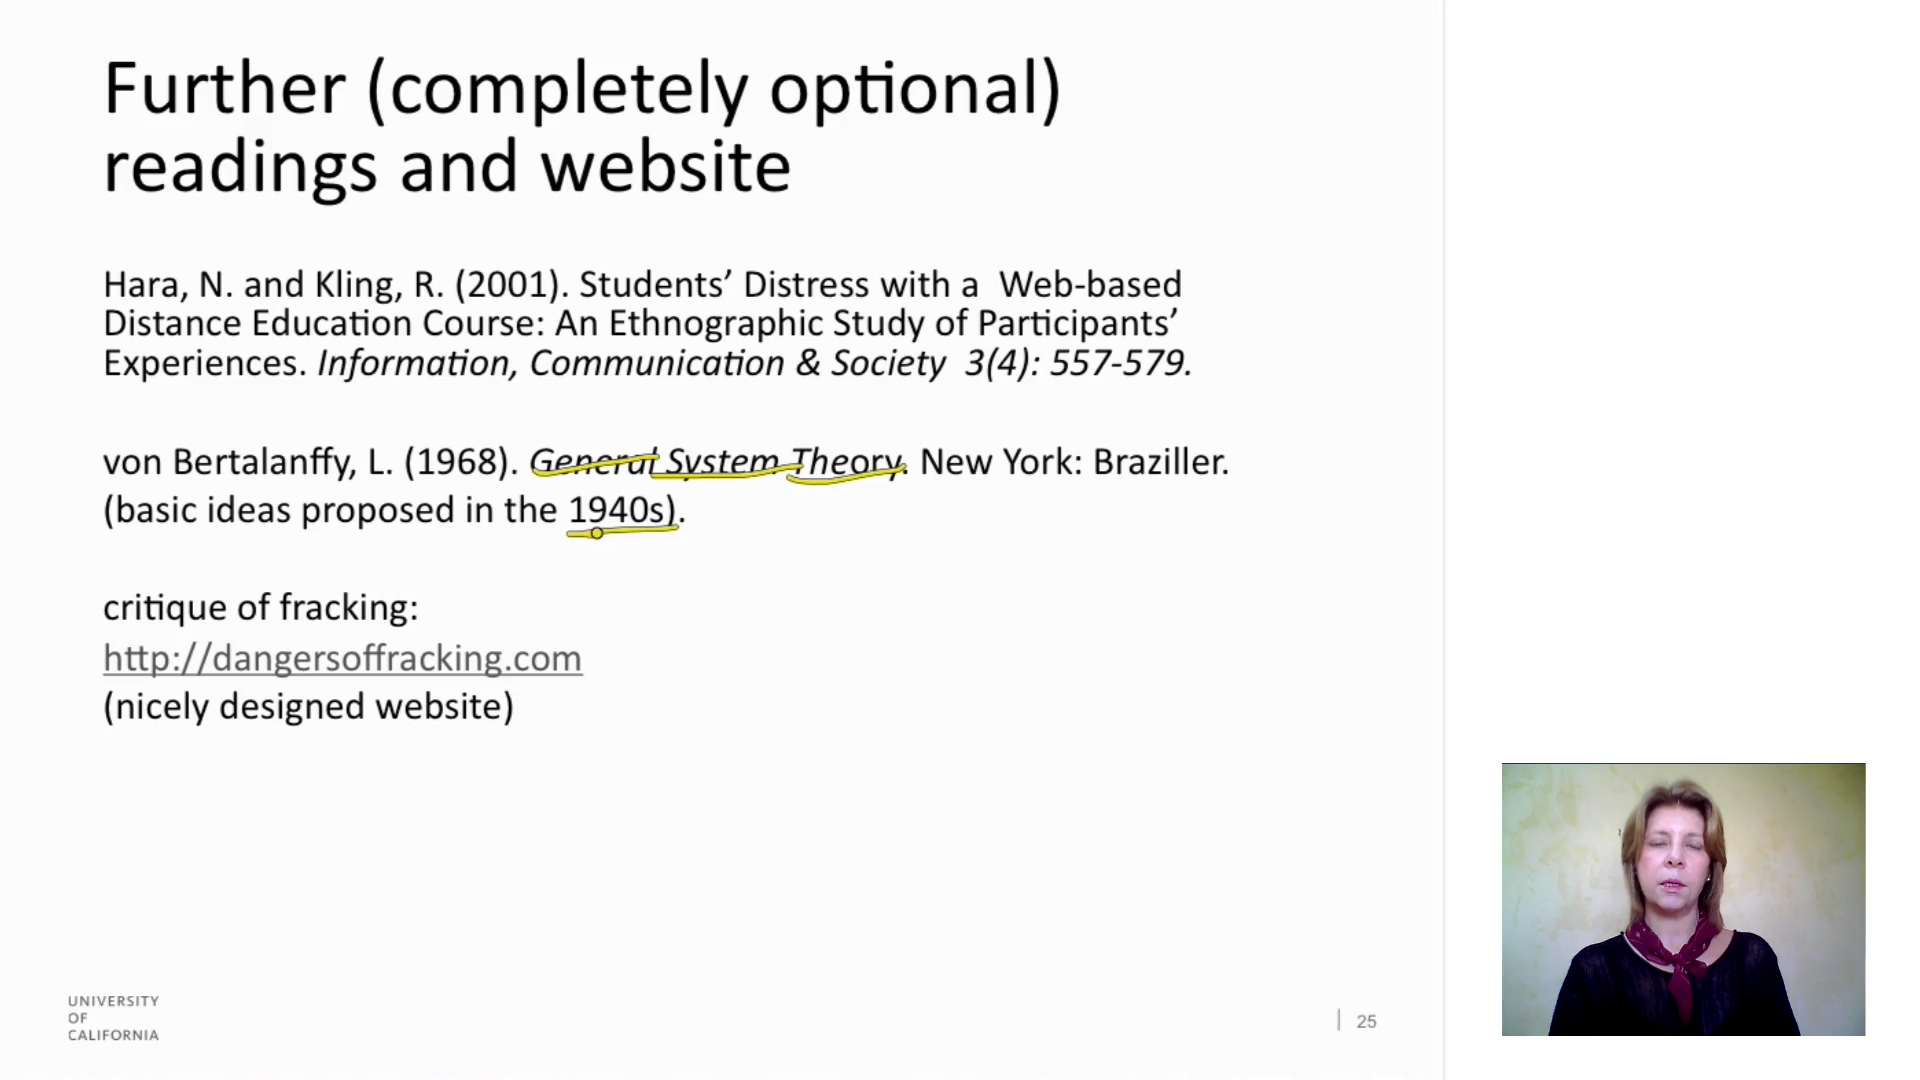 Further (completely optional)
readings and website
Hara, N. and Kling, R. (2001). Students’ Distress with a  Web-based
Distance Education Course: An Ethnographic Study of Participants’
Experiences. Information, Communication & Society  3(4): 557-579.
von Bertalanffy, L. (1968). General System Theory. New York: Braziller.
(basic ideas proposed in the 1940s).
critique of fracking:
http://dangersoffracking.com
(nicely designed website)
UNIVERSITY
OF
CALIFORNIA
25